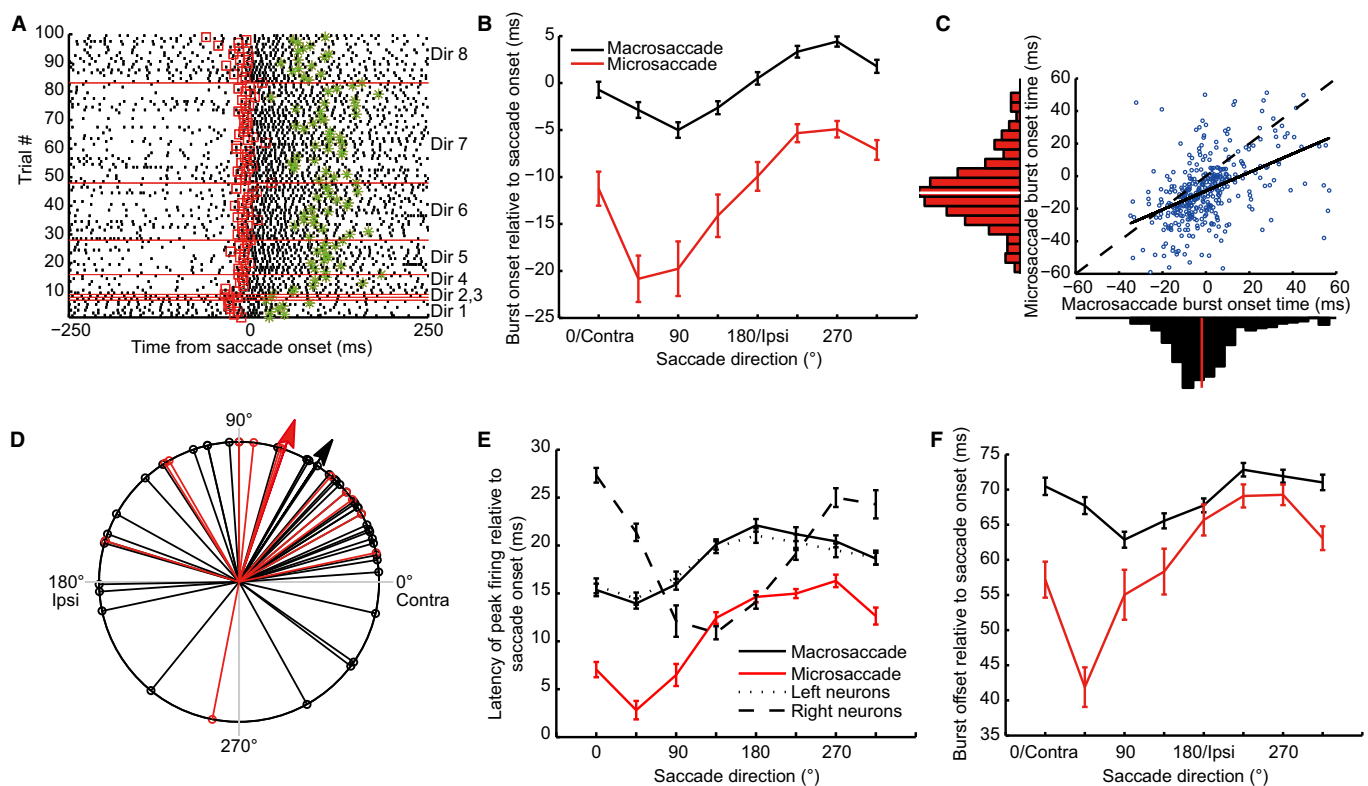 A
100
90
80
70
60
50
40
30
20
10
Trial #
Dir 8
Dir 7
Dir 6
Dir 5
Dir 4
Dir 2,3
Dir 1
−250
0
250
Time from saccade onset (ms)
B
Burst onset relative to saccade onset (ms)
5
0
−5
−10
−15
−20
−25
Macrosaccade
Microsaccade
0/Contra
90
180/Ipsi
270
Saccade direction (°)
C
Microsaccade burst onset time (ms)
60
40
20
0
−20
−40
−60
−60
−40
−20
0
20
40
60
Macrosaccade burst onset time (ms)
D
90°
180°
Ipsi
0°
Contra
270°
E
Latency of peak firing relative to
saccade onset (ms)
30
25
20
15
10
5
0
Macrosaccade
Microsaccade
Left neurons
Right neurons
0
90
180
270
Saccade direction (°)
F
Burst offset relative to saccade onset (ms)
75
70
65
60
55
50
45
40
35
0/Contra
90
180/Ipsi
270
Saccade direction (°)